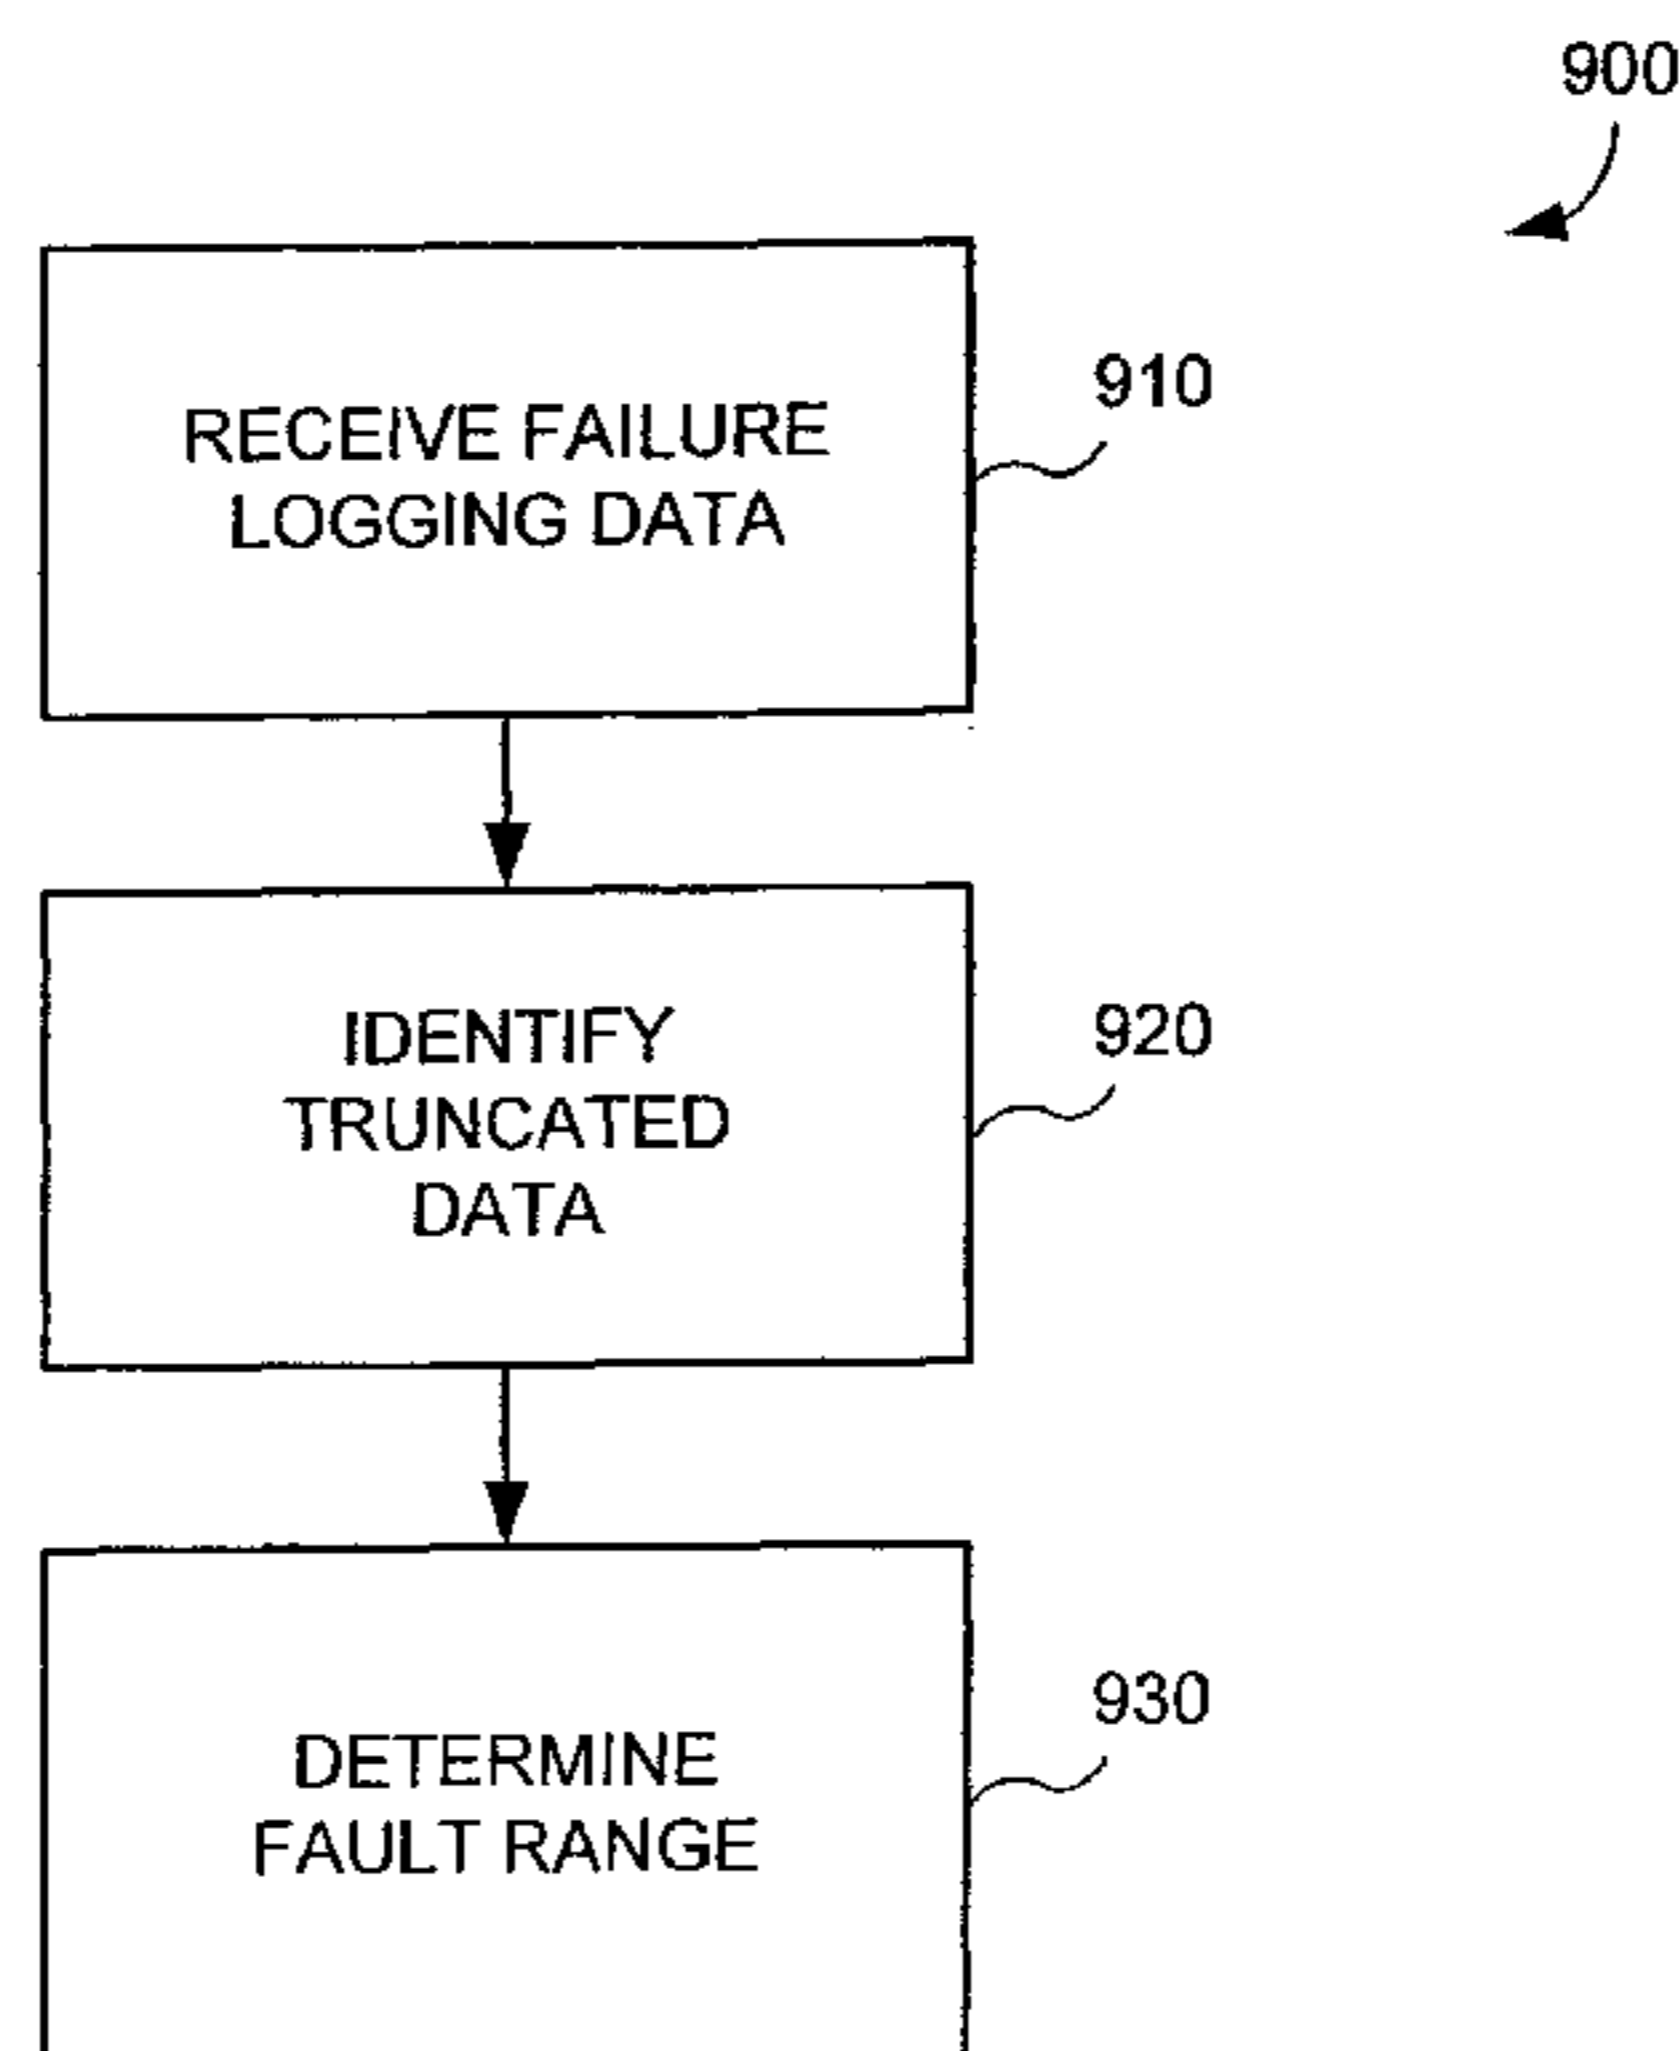 900
RECEIVE FAILURE
LOGGING DATA
910
IDENTIFY
TRUNCATED
DATA
920
DETERMINE
FAULT RANGE
930